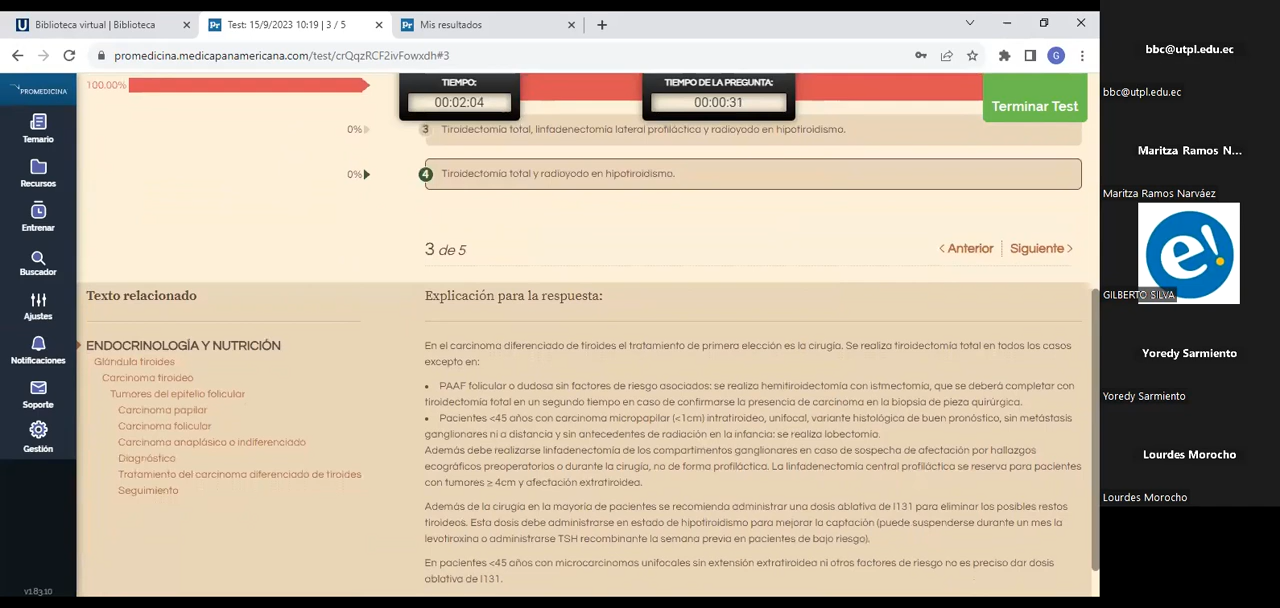 Biblioteca virtual | Biblioteca
Test: 15/9/2023 10:19 | 3 / 5
Mis resultados
promedicina.medicapanamericana.com/test/crQqzRCF2ivFowxdh#3
G
PROMEDICINA
Temario
Recursos
Entrenar
Buscador
Ajustes
Notificaciones
Soporte
Gestión
v1.83.10
100.00%
TIEMPO:
00:02:04
TIEMPO DE LA PREGUNTA:
00:00:31
Terminar Test
0%
3 Tiroidectomía total, linfadenectomía lateral profiláctica y radioyodo en hipotiroidismo.
0%
4 Tiroidectomía total y radioyodo en hipotiroidismo.
3 de 5
< Anterior
Siguiente >
Texto relacionado
ENDOCRINOLOGÍA Y NUTRICIÓN
Glándula tiroides
Carcinoma tiroideo
Tumores del epitelio folicular
Carcinoma papilar
Carcinoma folicular
Carcinoma anaplásico o indiferenciado
Diagnóstico
Tratamiento del carcinoma diferenciado de tiroides
Seguimiento
Explicación para la respuesta:
En el carcinoma diferenciado de tiroides el tratamiento de primera elección es la cirugía. Se realiza tiroidectomía total en todos los casos
excepto en:
• PAAF folicular o dudosa sin factores de riesgo asociados: se realiza hemitiroidectomía con istmectomía, que se deberá completar con
tiroidectomía total en un segundo tiempo en caso de confirmarse la presencia de carcinoma en la biopsia de pieza quirúrgica.
• Pacientes <45 años con carcinoma micropapilar (<1cm) intratiroideo, unifocal, variante histológica de buen pronóstico, sin metástasis
ganglionares ni a distancia y sin antecedentes de radiación en la infancia: se realiza lobectomía.
Además debe realizarse linfadenectomía de los compartimentos ganglionares en caso de sospecha de afectación por hallazgos
ecográficos preoperatorios o durante la cirugía, no de forma profiláctica. La linfadenectomía central profiláctica se reserva para pacientes
con tumores ≥ 4cm y afectación extratiroidea.
Además de la cirugía en la mayoría de pacientes se recomienda administrar una dosis ablativa de I131 para eliminar los posibles restos
tiroideos. Esta dosis debe administrarse en estado de hipotiroidismo para mejorar la captación (puede suspenderse durante un mes la
levotiroxina o administrarse TSH recombinante la semana previa en pacientes de bajo riesgo).
En pacientes <45 años con microcarcinomas unifocales sin extensión extratiroidea ni otros factores de riesgo no es preciso dar dosis
ablativa de I131.
bbc@utpl.edu.ec
bbc@utpl.edu.ec
Maritza Ramos N...
Maritza Ramos Narváez
e!
GILBERTO SILVA
Yoredy Sarmiento
Yoredy Sarmiento
Lourdes Morocho
Lourdes Morocho